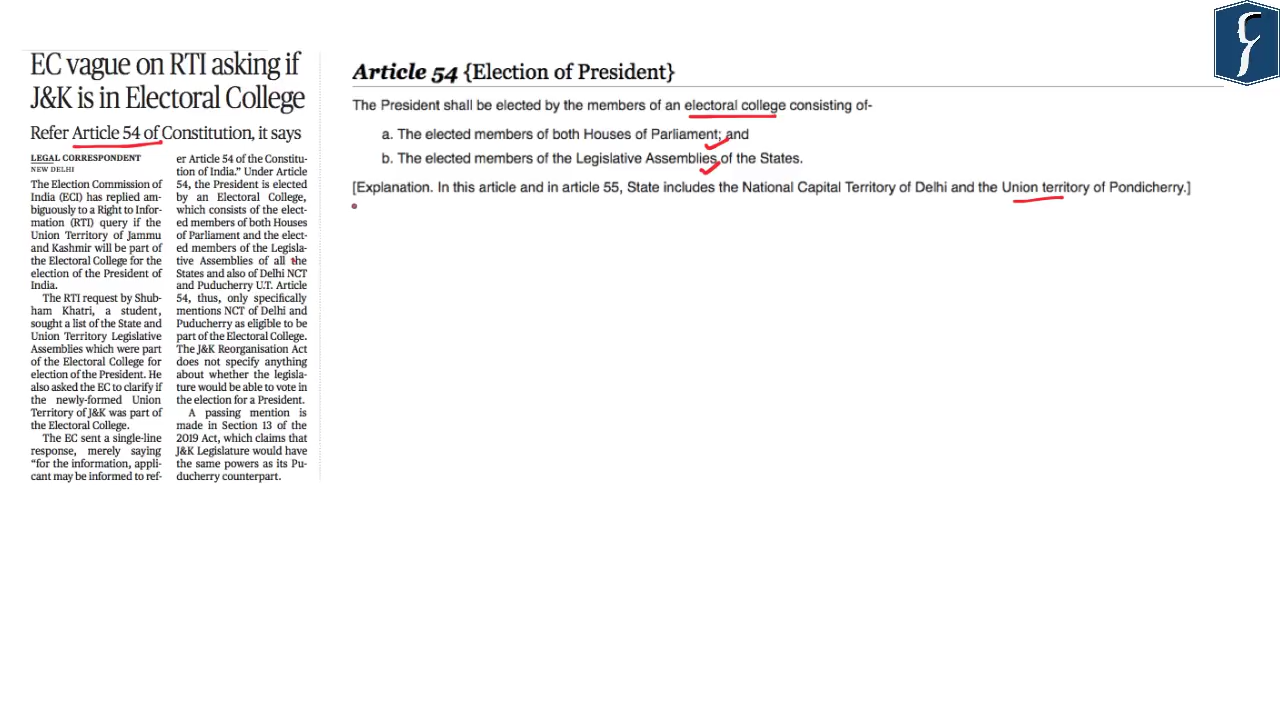 EC vague on RTI asking if
J&K is in Electoral College
Refer Article 54 of Constitution, it says
LEGAL CORRESPONDENT
NEW DELHI
The Election Commission of
India (ECI) has replied am-
biguously to a Right to Infor-
mation (RTI) query if the
Union Territory of Jammu
and Kashmir will be part of
the Electoral College for the
election of the President of
India.
The RTI request by Shub-
ham Khatri, a student,
sought a list of the State and
Union Territory Legislative
Assemblies which were part
of the Electoral College for
election of the President. He
also asked the EC to clarify if
the newly-formed Union
Territory of J&K was part of
the Electoral College.
The EC sent a single-line
response, merely saying
“for the information, appli-
cant may be informed to ref-
er Article 54 of the Constitu-
tion of India.” Under Article
54, the President is elected
by an Electoral College,
which consists of the elect-
ed members of both Houses
of Parliament and the elect-
ed members of the Legisla-
tive Assemblies of all the
States and also of Delhi NCT
and Puducherry U.T. Article
54, thus, only specifically
mentions NCT of Delhi and
Puducherry as eligible to be
part of the Electoral College.
The J&K Reorganisation Act
does not specify anything
about whether the legisla-
ture would be able to vote in
the election for a President.
A passing mention is
made in Section 13 of the
2019 Act, which claims that
J&K Legislature would have
the same powers as its Pu-
ducherry counterpart.
Article 54 {Election of President}
The President shall be elected by the members of an electoral college consisting of-
a. The elected members of both Houses of Parliament; and
b. The elected members of the Legislative Assemblies of the States.
[Explanation. In this article and in article 55, State includes the National Capital Territory of Delhi and the Union territory of Pondicherry.]